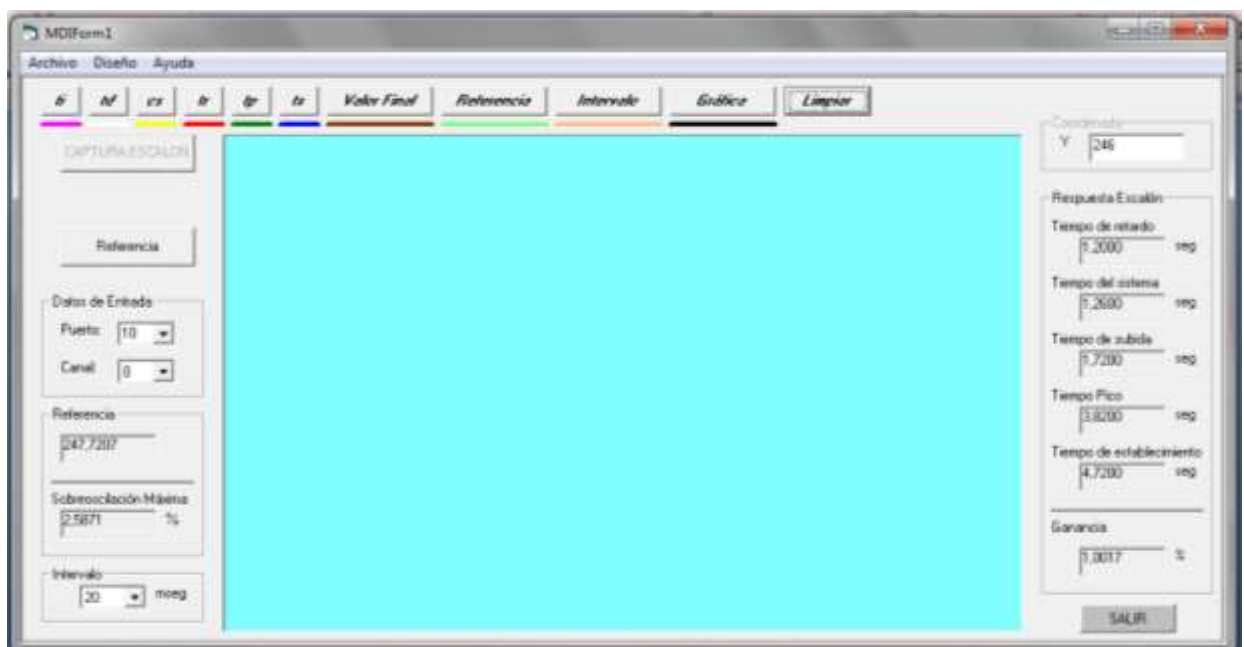 MDIForm1
Archivo Diseño Ayuda
ti td cs tr tp ts Valor Final Referencia Intervalo Gráfica Limpiar
CAPTURA ESCALON
Referencia
Datos de Entrada
Puerto: 10
Canal: 0
Referencia
247,7207
Sobreoscilación Máxima
2,5871 %
Intervalo
20 mseg
Coordenada
Y 246
Respuesta Escalón
Tiempo de retardo
1,2000 seg
Tiempo del sistema
1,2600 seg
Tiempo de subida
1,7200 seg
Tiempo Pico
3,8200 seg
Tiempo de establecimiento
4,7200 seg
Ganancia
1,0017 %
SALIR